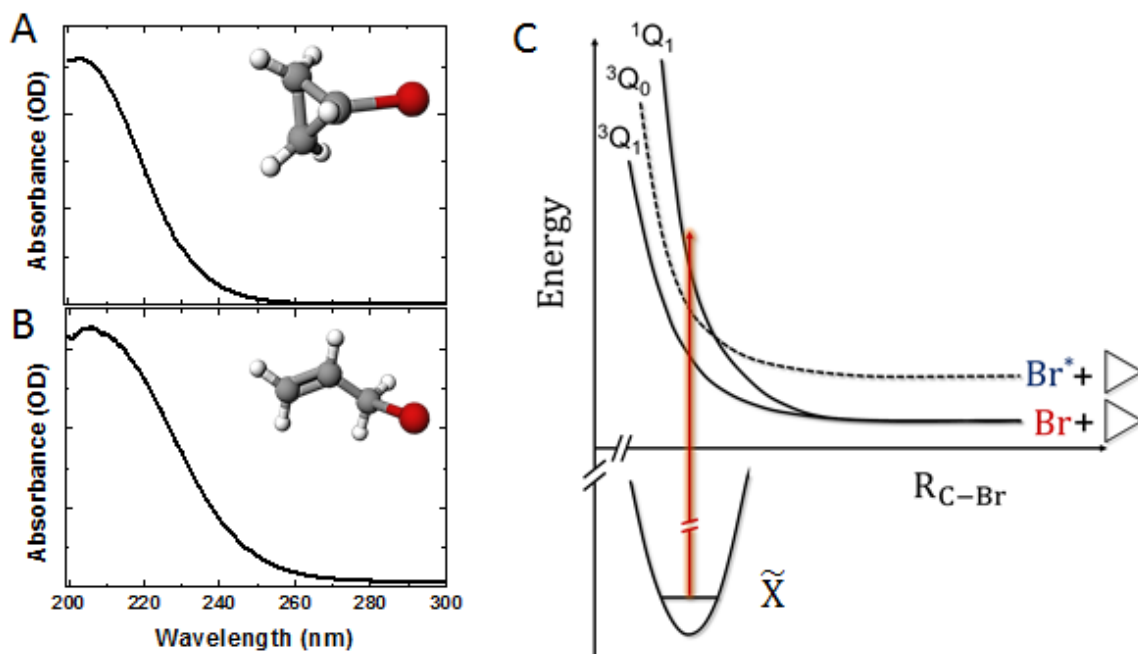 A
Absorbance (OD)
B
Absorbance (OD)
200 220 240 260 280 300
Wavelength (nm)
C
¹Q₁
³Q₀
³Q₁
Energy
Br* +
Br +
R_C−Br
X̃